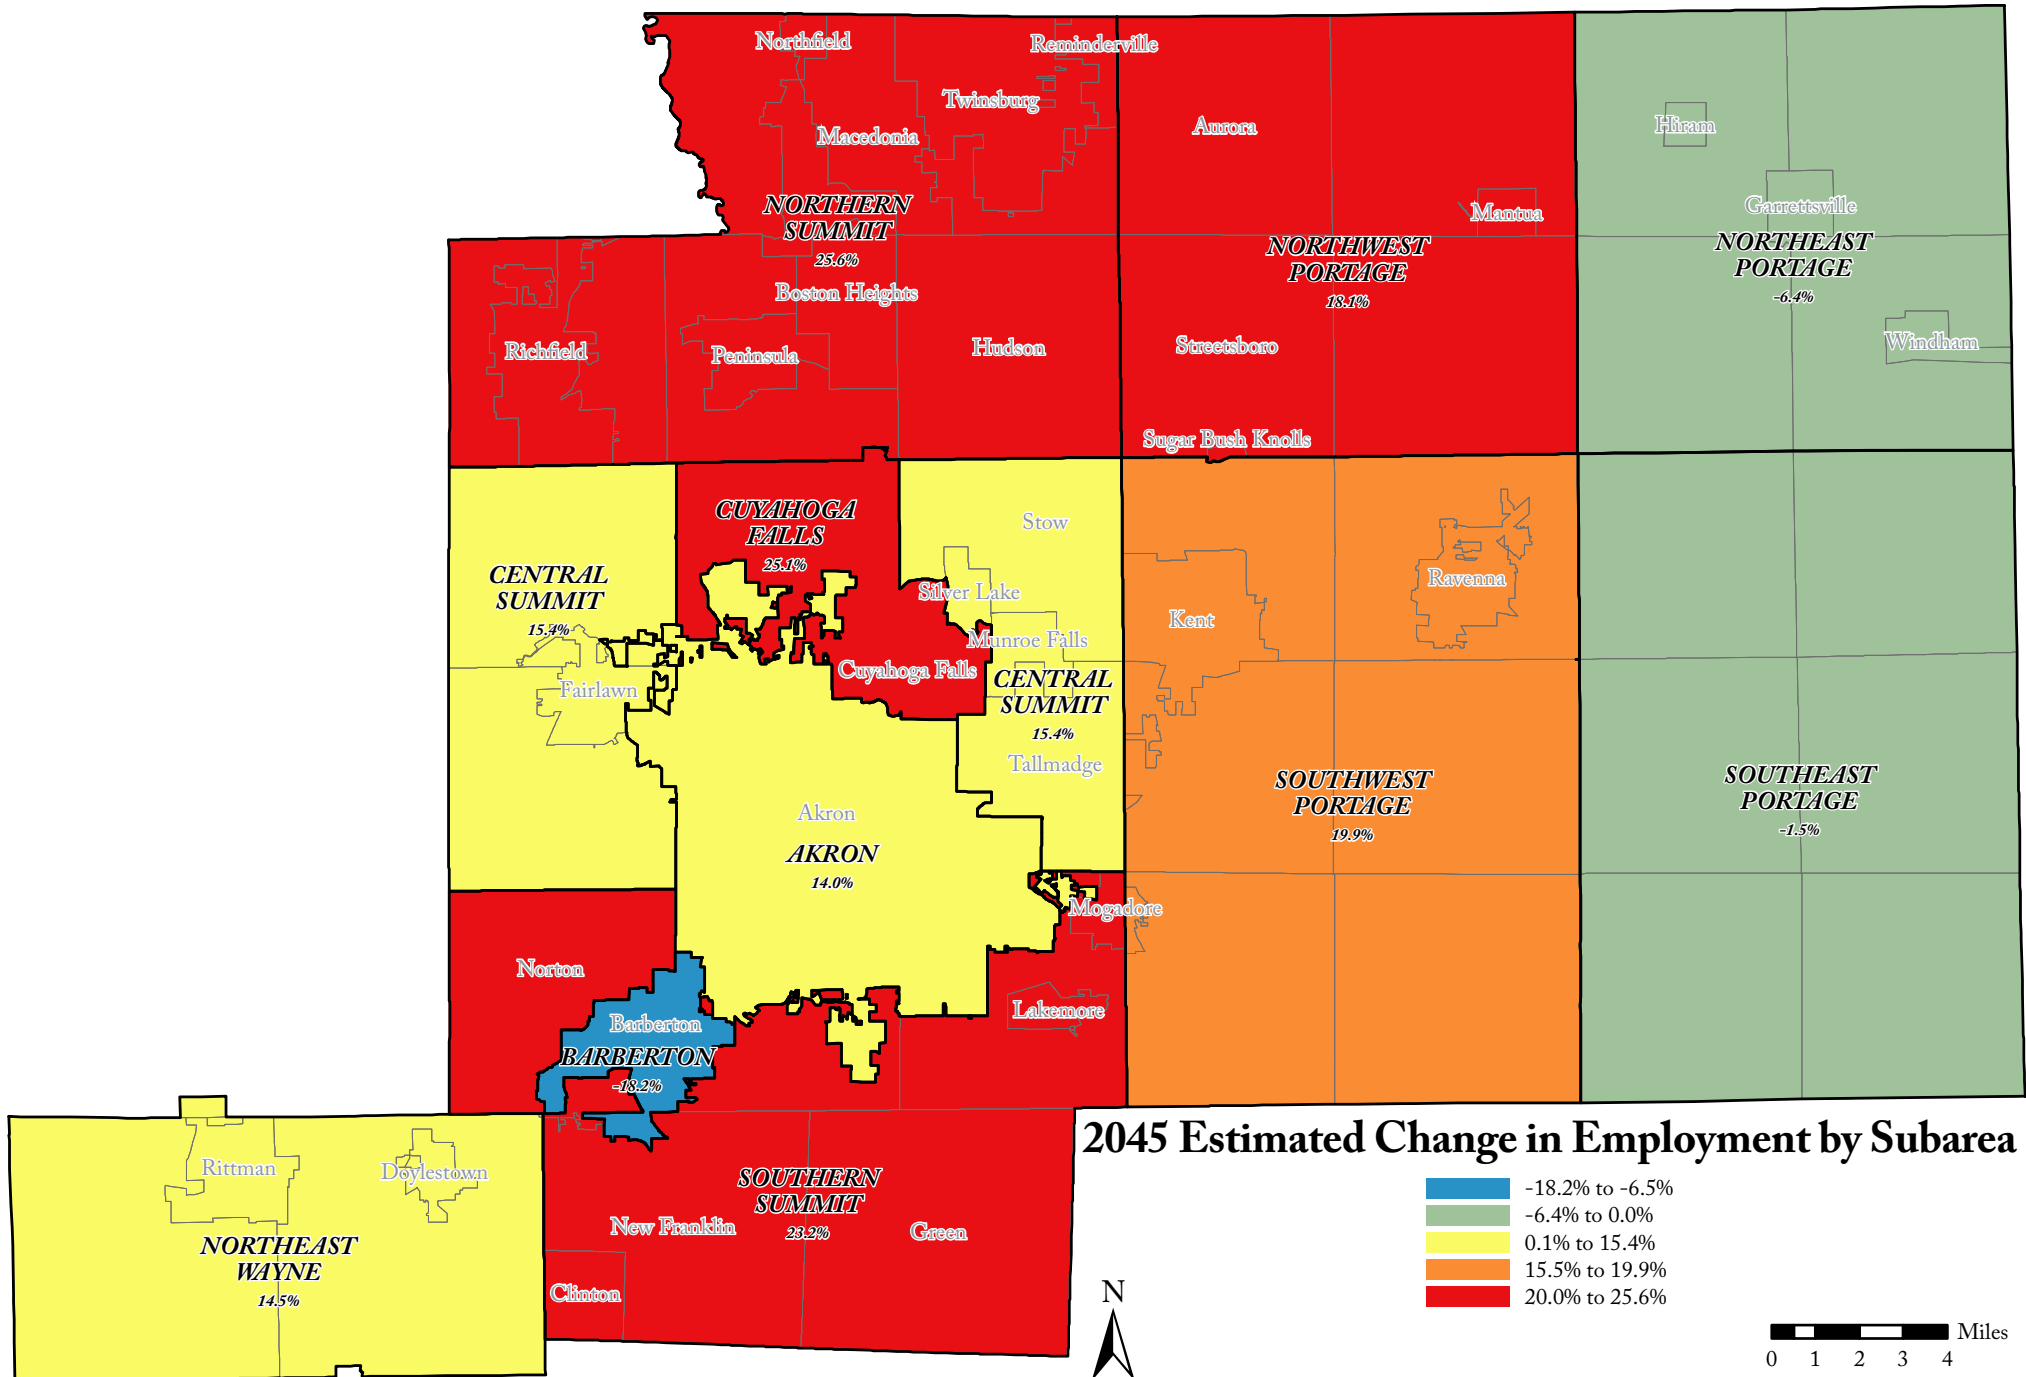 Northfield
Reminderville
Twinsburg
Macedonia
Aurora
Hiram
NORTHERN
SUMMIT
25.6%
Mantua
Garrettsville
NORTHWEST
PORTAGE
18.1%
NORTHEAST
PORTAGE
-6.4%
Boston Heights
Richfield
Peninsula
Hudson
Streetsboro
Windham
Sugar Bush Knolls
CUYAHOGA
FALLS
25.1%
Stow
CENTRAL
SUMMIT
15.4%
Silver Lake
Ravenna
Kent
Munroe Falls
Cuyahoga Falls
Fairlawn
CENTRAL
SUMMIT
15.4%
Tallmadge
SOUTHWEST
PORTAGE
19.9%
SOUTHEAST
PORTAGE
-1.5%
Akron
AKRON
14.0%
Mogadore
Norton
Lakemore
Barberton
BARBERTON
-18.2%
Rittman
Doylestown
SOUTHERN
SUMMIT
23.2%
New Franklin
Green
NORTHEAST
WAYNE
14.5%
Clinton
2045 Estimated Change in Employment by Subarea
-18.2% to -6.5%
-6.4% to 0.0%
0.1% to 15.4%
15.5% to 19.9%
20.0% to 25.6%
N
Miles
0 1 2 3 4